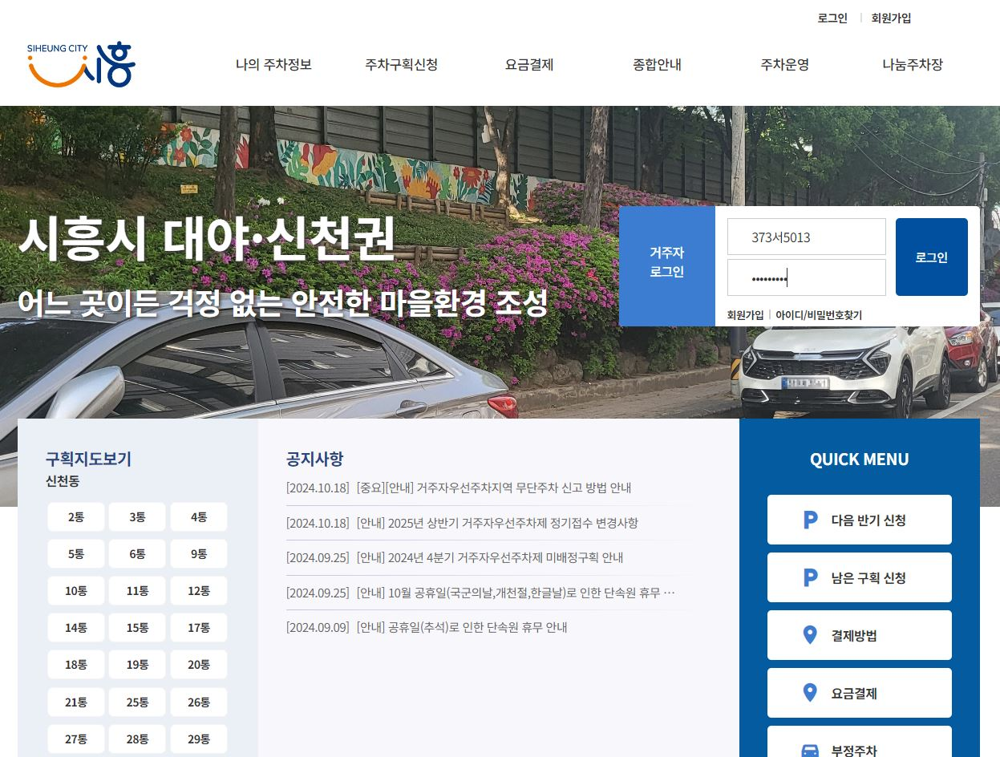 로그인 | 회원가입
SIHEUNG CITY
시흥
나의 주차정보 주차구획신청 요금결제 종합안내 주차운영 나눔주차장
시흥시 대야·신천권
어느 곳이든 걱정 없는 안전한 마을환경 조성
거주자
로그인
373서5013
•••••••••
로그인
회원가입 | 아이디/비밀번호찾기
구획지도보기
신천동
2통 3통 4통
5통 6통 9통
10통 11통 12통
14통 15통 17통
18통 19통 20통
21통 25통 26통
27통 28통 29통
공지사항
[2024.10.18] [중요][안내] 거주자우선주차지역 무단주차 신고 방법 안내
[2024.10.18] [안내] 2025년 상반기 거주자우선주차제 정기접수 변경사항
[2024.09.25] [안내] 2024년 4분기 거주자우선주차제 미배정구획 안내
[2024.09.25] [안내] 10월 공휴일(국군의날,개천절,한글날)로 인한 단속원 휴무 …
[2024.09.09] [안내] 공휴일(추석)로 인한 단속원 휴무 안내
QUICK MENU
다음 반기 신청
남은 구획 신청
결제방법
요금결제
부정주차